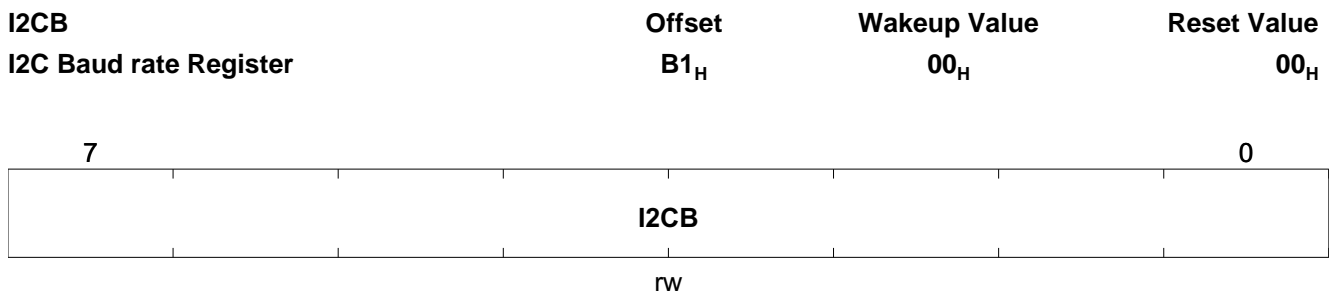 I2CB Offset Wakeup Value Reset Value
I2C Baud rate Register B1H 00H 00H
7 0
I2CB
rw